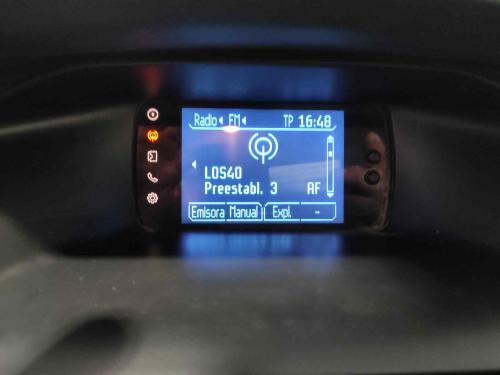 Radio FM TP 16:48
LOS40
Preestabl. 3 AF
Emisora Manual Expl. -